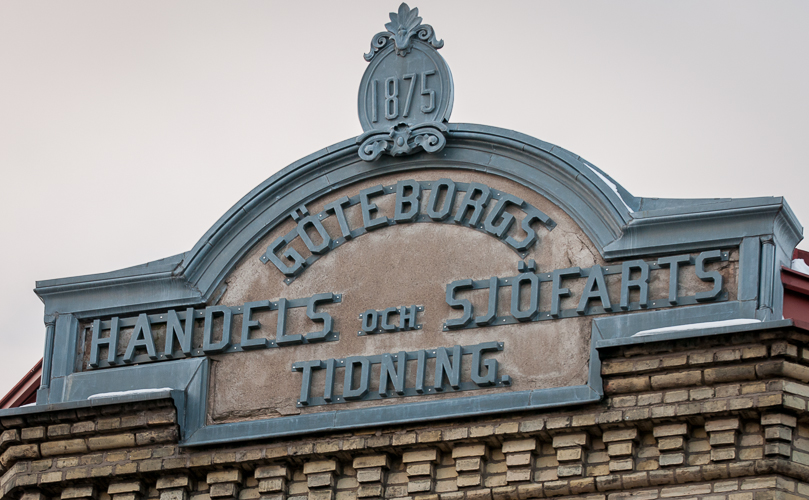 1875
GÖTEBORGS
HANDELS OCH SJÖFARTS
TIDNING